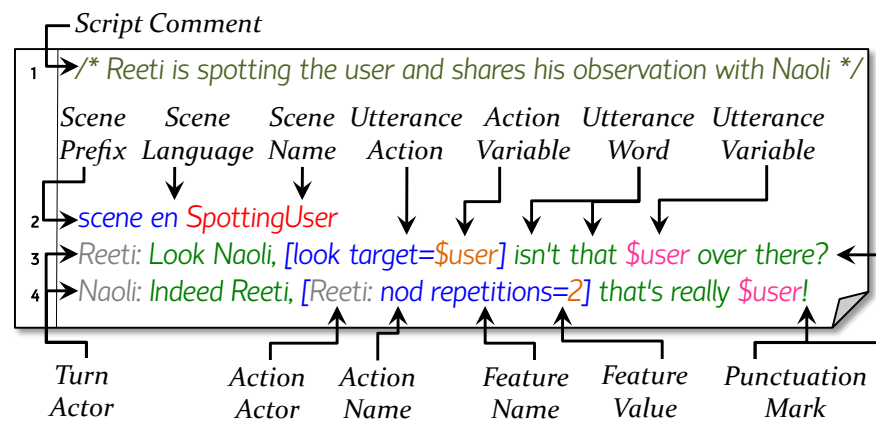 Script Comment
1 /* Reeti is spotting the user and shares his observation with Naoli */
Scene Scene Scene Utterance Action Utterance Utterance
Prefix Language Name Action Variable Word Variable
2 scene en SpottingUser
3 Reeti: Look Naoli, [look target=$user] isn't that $user over there?
4 Naoli: Indeed Reeti, [Reeti: nod repetitions=2] that's really $user!
Turn Action Action Feature Feature Punctuation
Actor Actor Name Name Value Mark